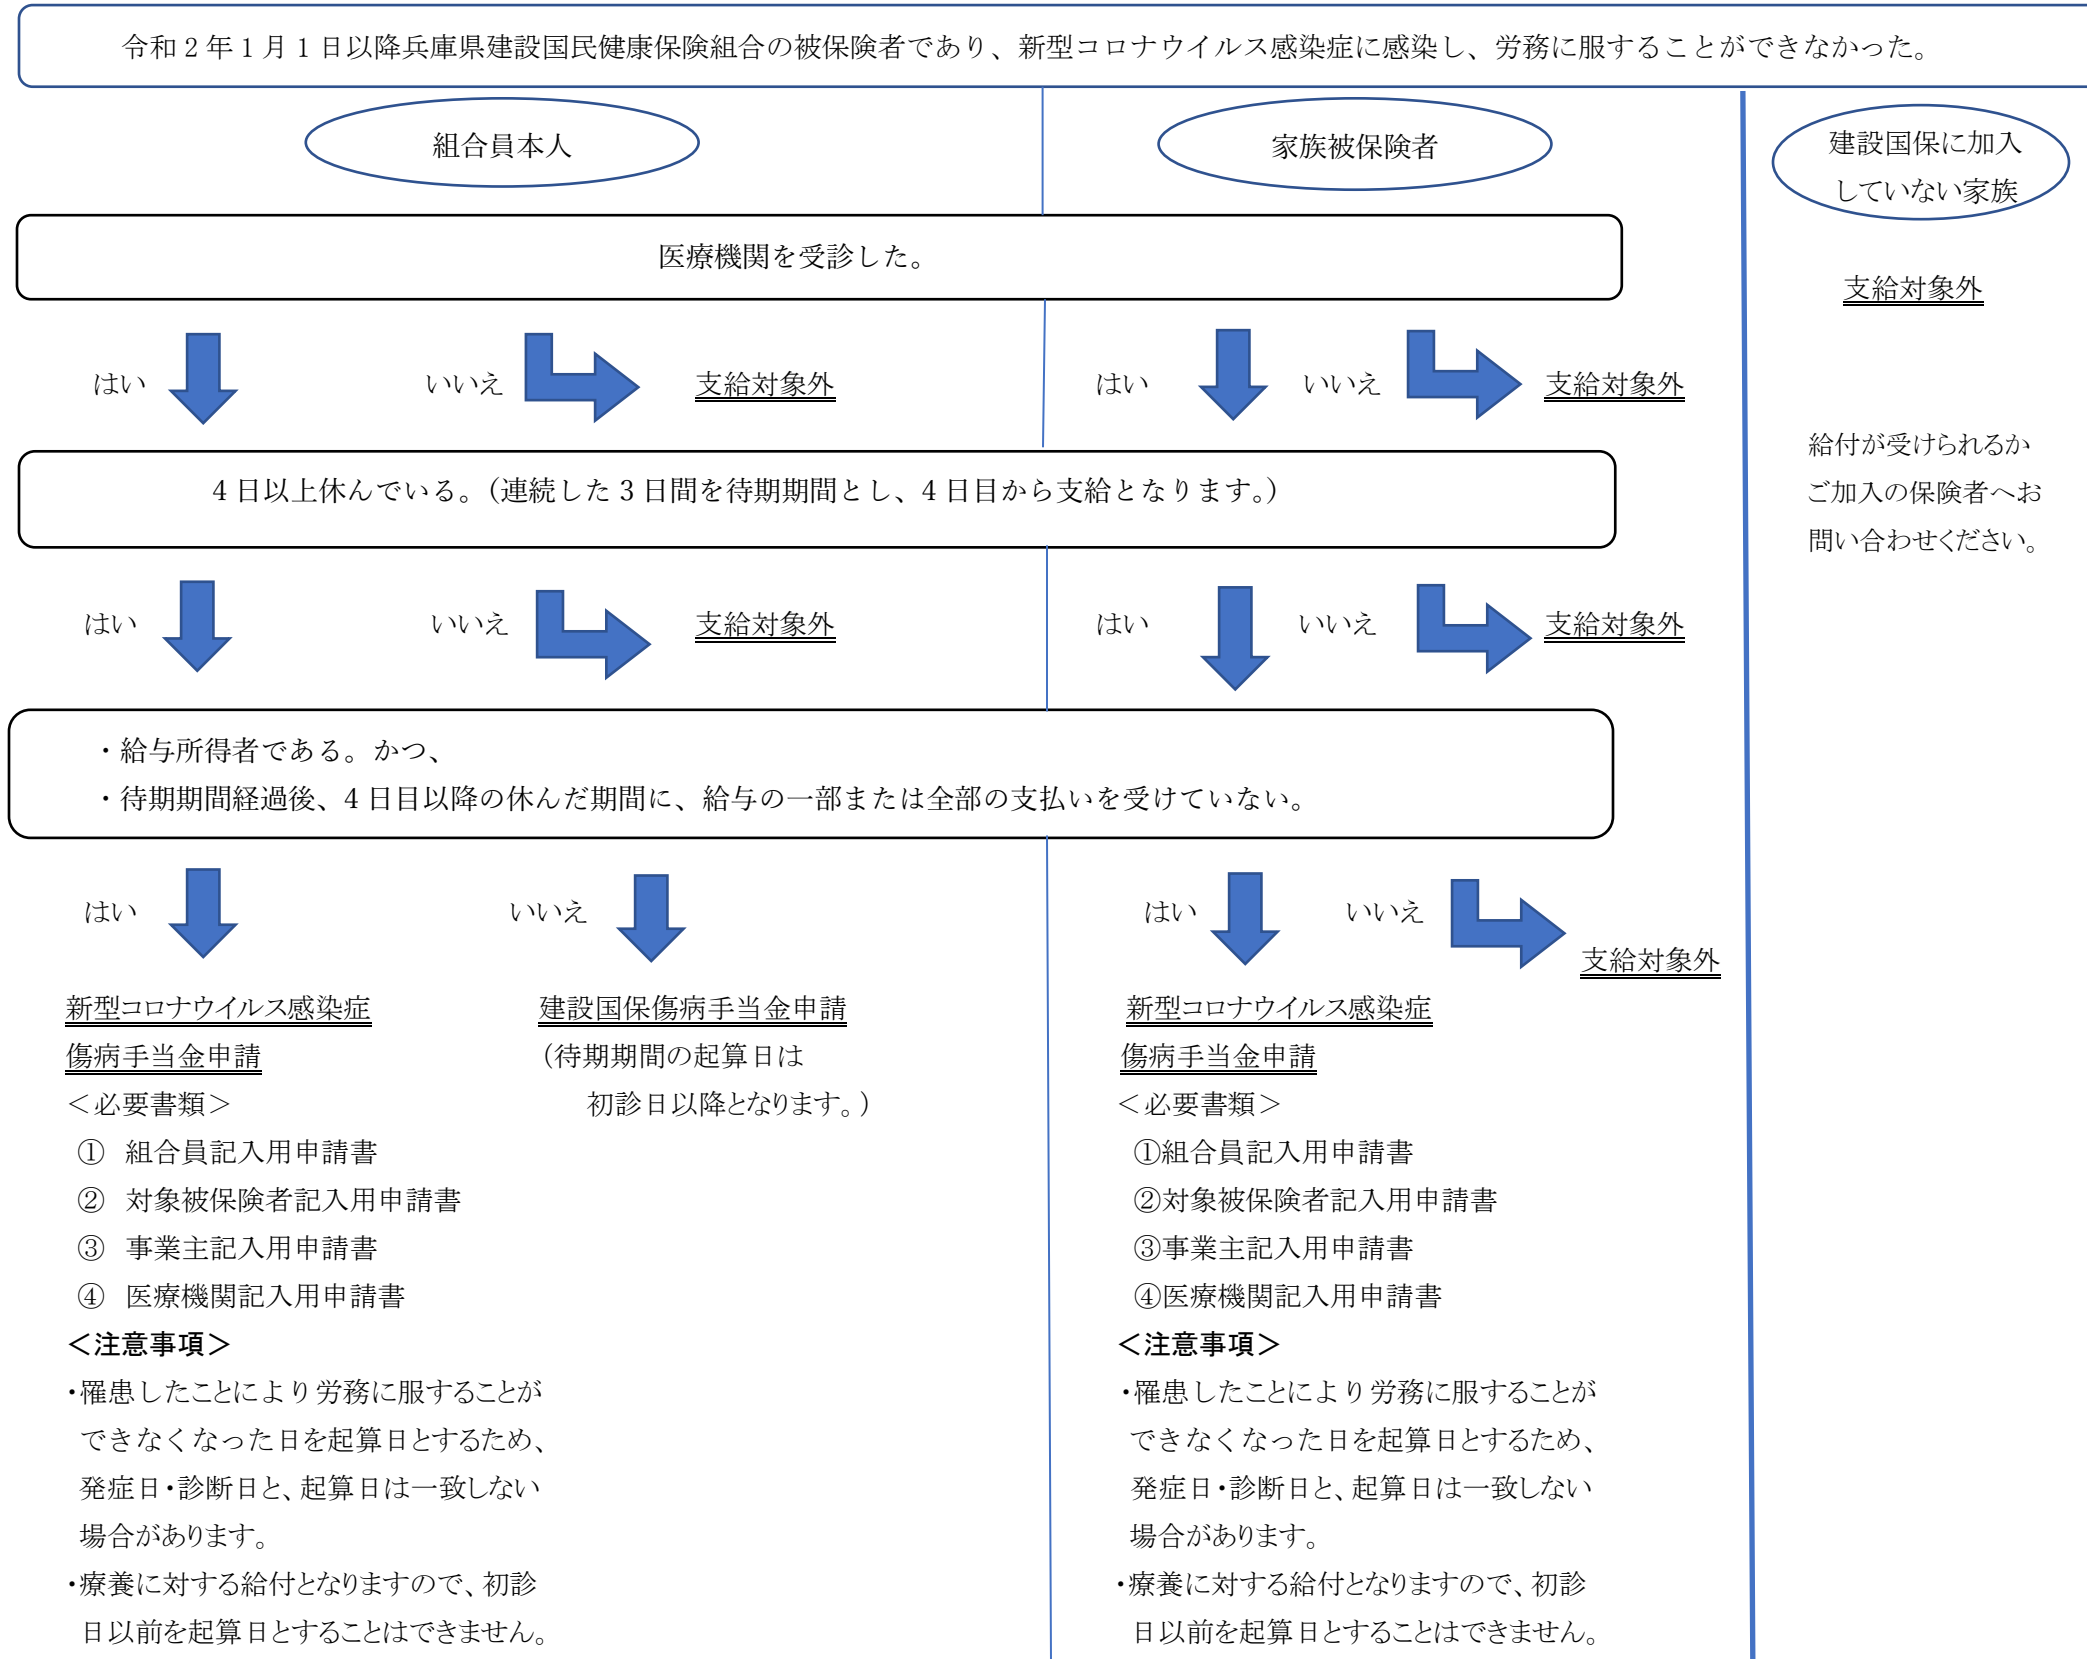 令和2年1月1日以降兵庫県建設国民健康保険組合の被保険者であり、新型コロナウイルス感染症に感染し、労務に服することができなかった。
組合員本人
家族被保険者
建設国保に加入
していない家族
医療機関を受診した。
支給対象外
はい
いいえ
支給対象外
はい
いいえ
支給対象外
給付が受けられるか
ご加入の保険者へお
問い合わせください。
4日以上休んでいる。(連続した3日間を待期期間とし、4日目から支給となります。)
はい
いいえ
支給対象外
はい
いいえ
支給対象外
・給与所得者である。かつ、
・待期期間経過後、4日目以降の休んだ期間に、給与の一部または全部の支払いを受けていない。
はい
いいえ
はい
いいえ
支給対象外
新型コロナウイルス感染症
傷病手当金申請
＜必要書類＞
① 組合員記入用申請書
② 対象被保険者記入用申請書
③ 事業主記入用申請書
④ 医療機関記入用申請書
＜注意事項＞
・罹患したことにより労務に服することが
できなくなった日を起算日とするため、
発症日・診断日と、起算日は一致しない
場合があります。
・療養に対する給付となりますので、初診
日以前を起算日とすることはできません。
建設国保傷病手当金申請
(待期期間の起算日は
初診日以降となります。)
新型コロナウイルス感染症
傷病手当金申請
＜必要書類＞
①組合員記入用申請書
②対象被保険者記入用申請書
③事業主記入用申請書
④医療機関記入用申請書
＜注意事項＞
・罹患したことにより労務に服することが
できなくなった日を起算日とするため、
発症日・診断日と、起算日は一致しない
場合があります。
・療養に対する給付となりますので、初診
日以前を起算日とすることはできません。